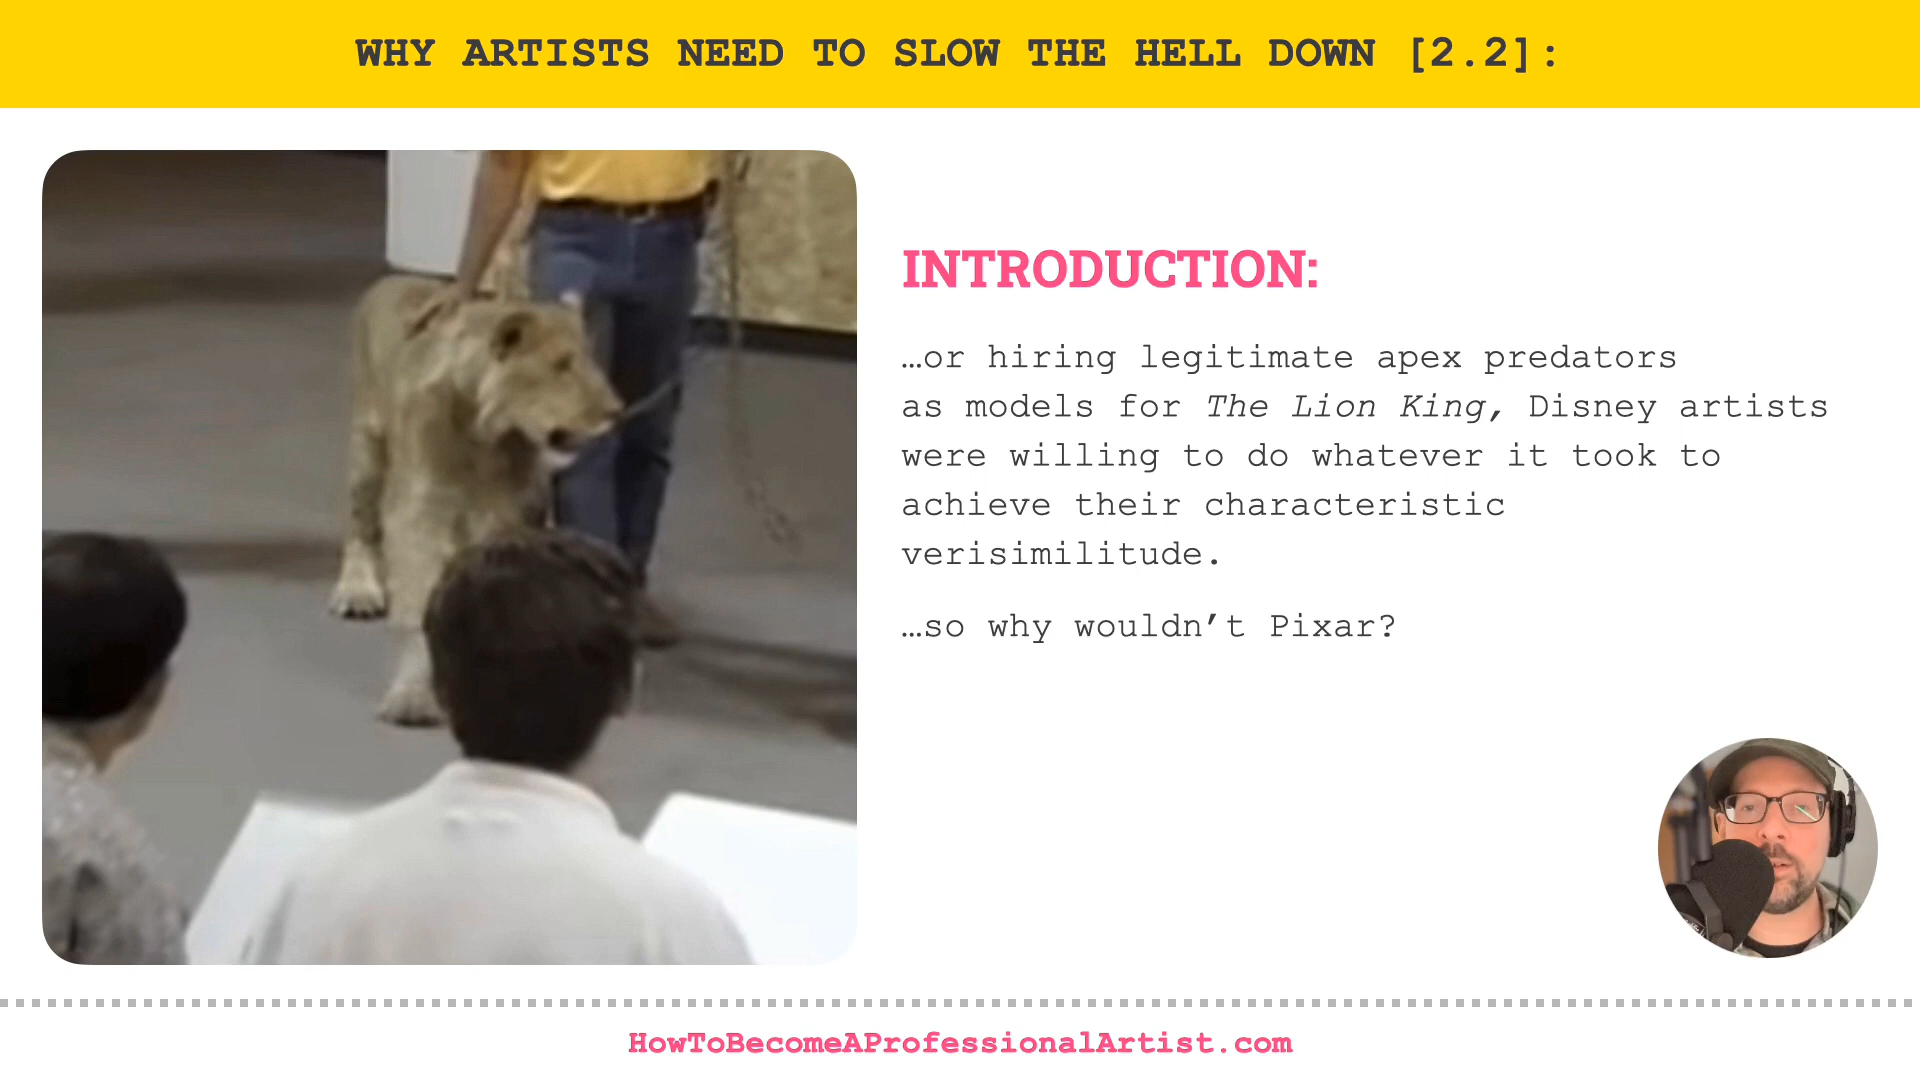 WHY ARTISTS NEED TO SLOW THE HELL DOWN [2.2]:
INTRODUCTION:
…or hiring legitimate apex predators
as models for The Lion King, Disney artists
were willing to do whatever it took to
achieve their characteristic
verisimilitude.
…so why wouldn’t Pixar?
HowToBecomeAProfessionalArtist.com